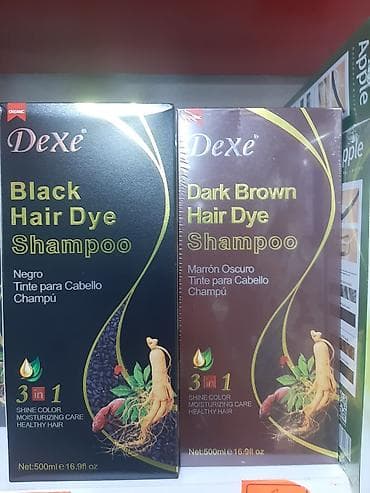 ORGANIC
DeXe®
Black
Hair Dye
Shampoo
Negro
Tinte para Cabello
Champú
3 in 1
SHINE COLOR
MOISTURIZING CARE
HEALTHY HAIR
Net:500ml℮16.9fl oz
DeXe®
Dark Brown
Hair Dye
Shampoo
Marrón Oscuro
Tinte para Cabello
Champú
3 in 1
SHINE COLOR
MOISTURIZING CARE
HEALTHY HAIR
Net:500ml℮16.9fl oz
Apple